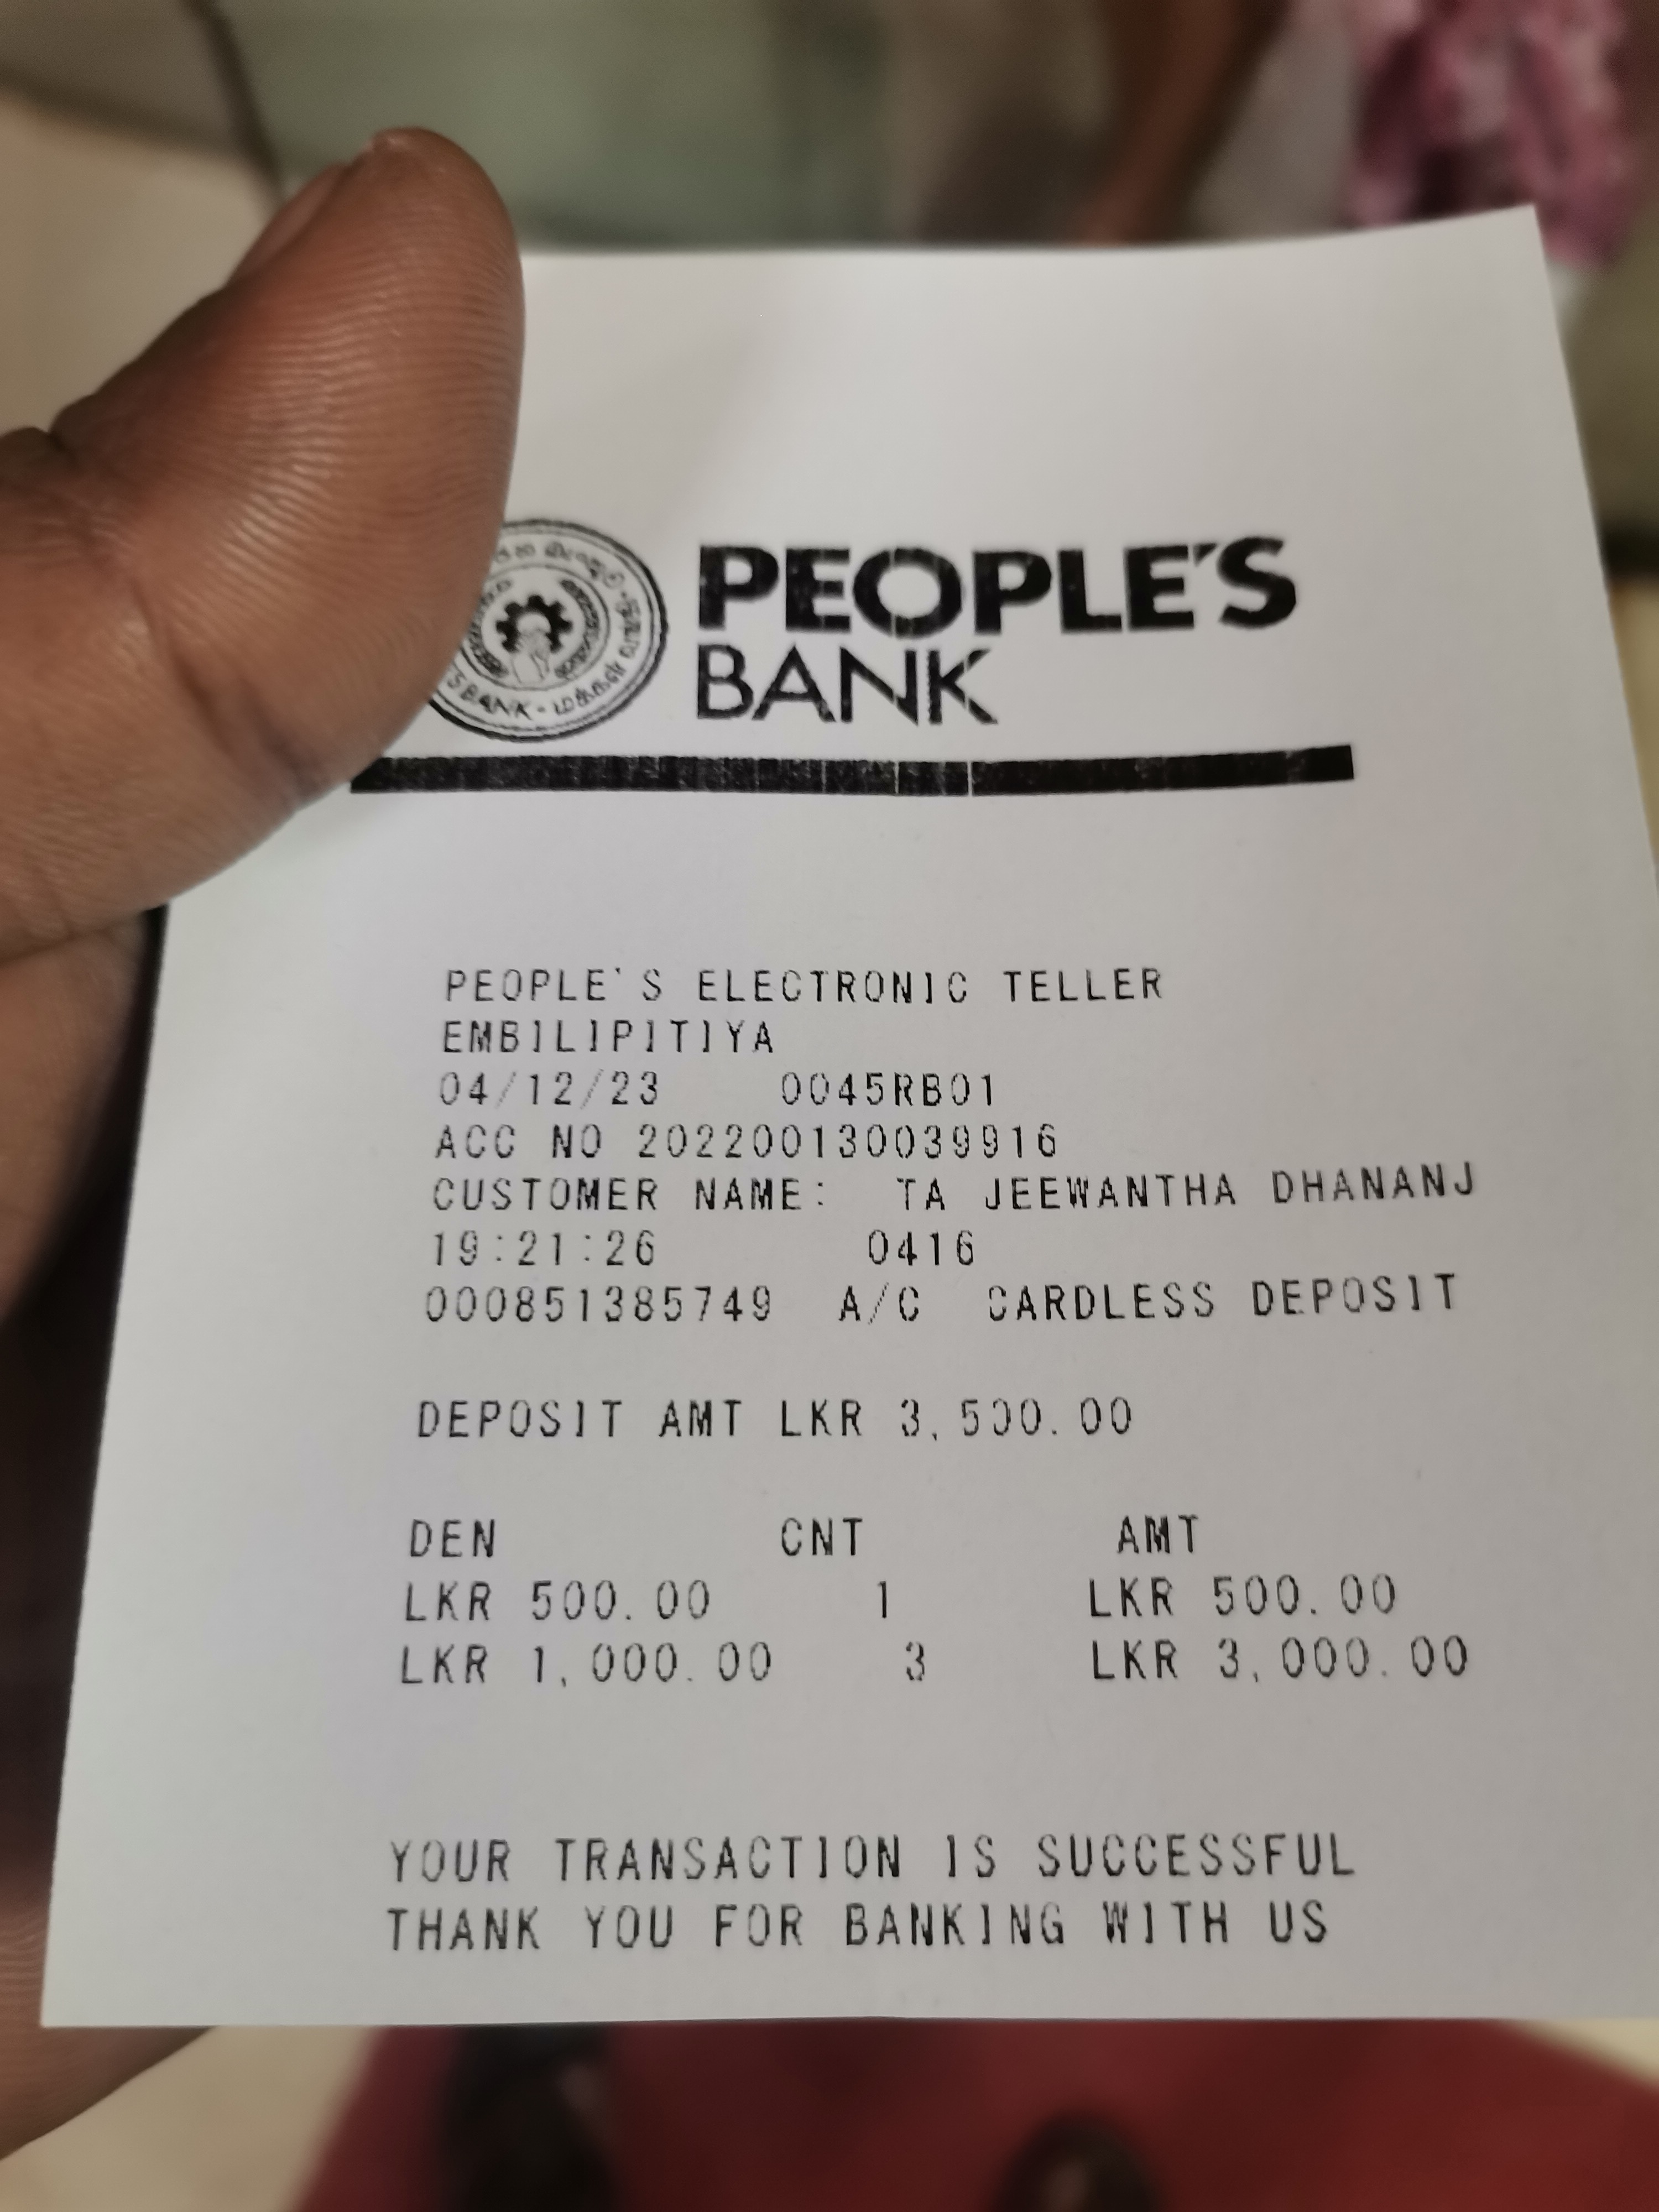 PEOPLE'S
BANK
S BANK - மக்கள்
PEOPLE'S ELECTRONIC TELLER
EMBILIPITIYA
04/12/23 0045RB01
ACC NO 202200130039916
CUSTOMER NAME: TA JEEWANTHA DHANANJ
19:21:26 0416
000851385749 A/C CARDLESS DEPOSIT
DEPOSIT AMT LKR 3,500.00
DEN CNT AMT
LKR 500.00 1 LKR 500.00
LKR 1,000.00 3 LKR 3,000.00
YOUR TRANSACTION IS SUCCESSFUL
THANK YOU FOR BANKING WITH US